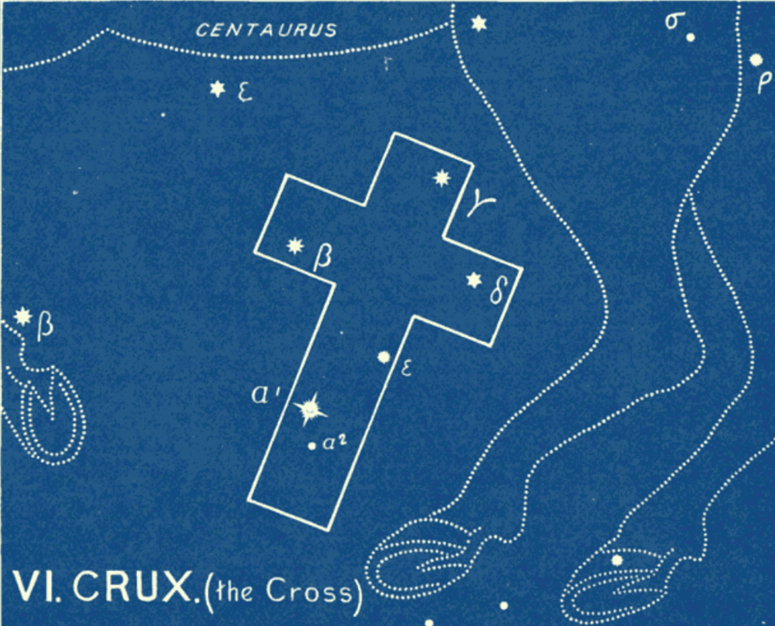 CENTAURUS
σ
ε
ρ
γ
β
δ
β
ε
α¹
α²
VI. CRUX. (the Cross)